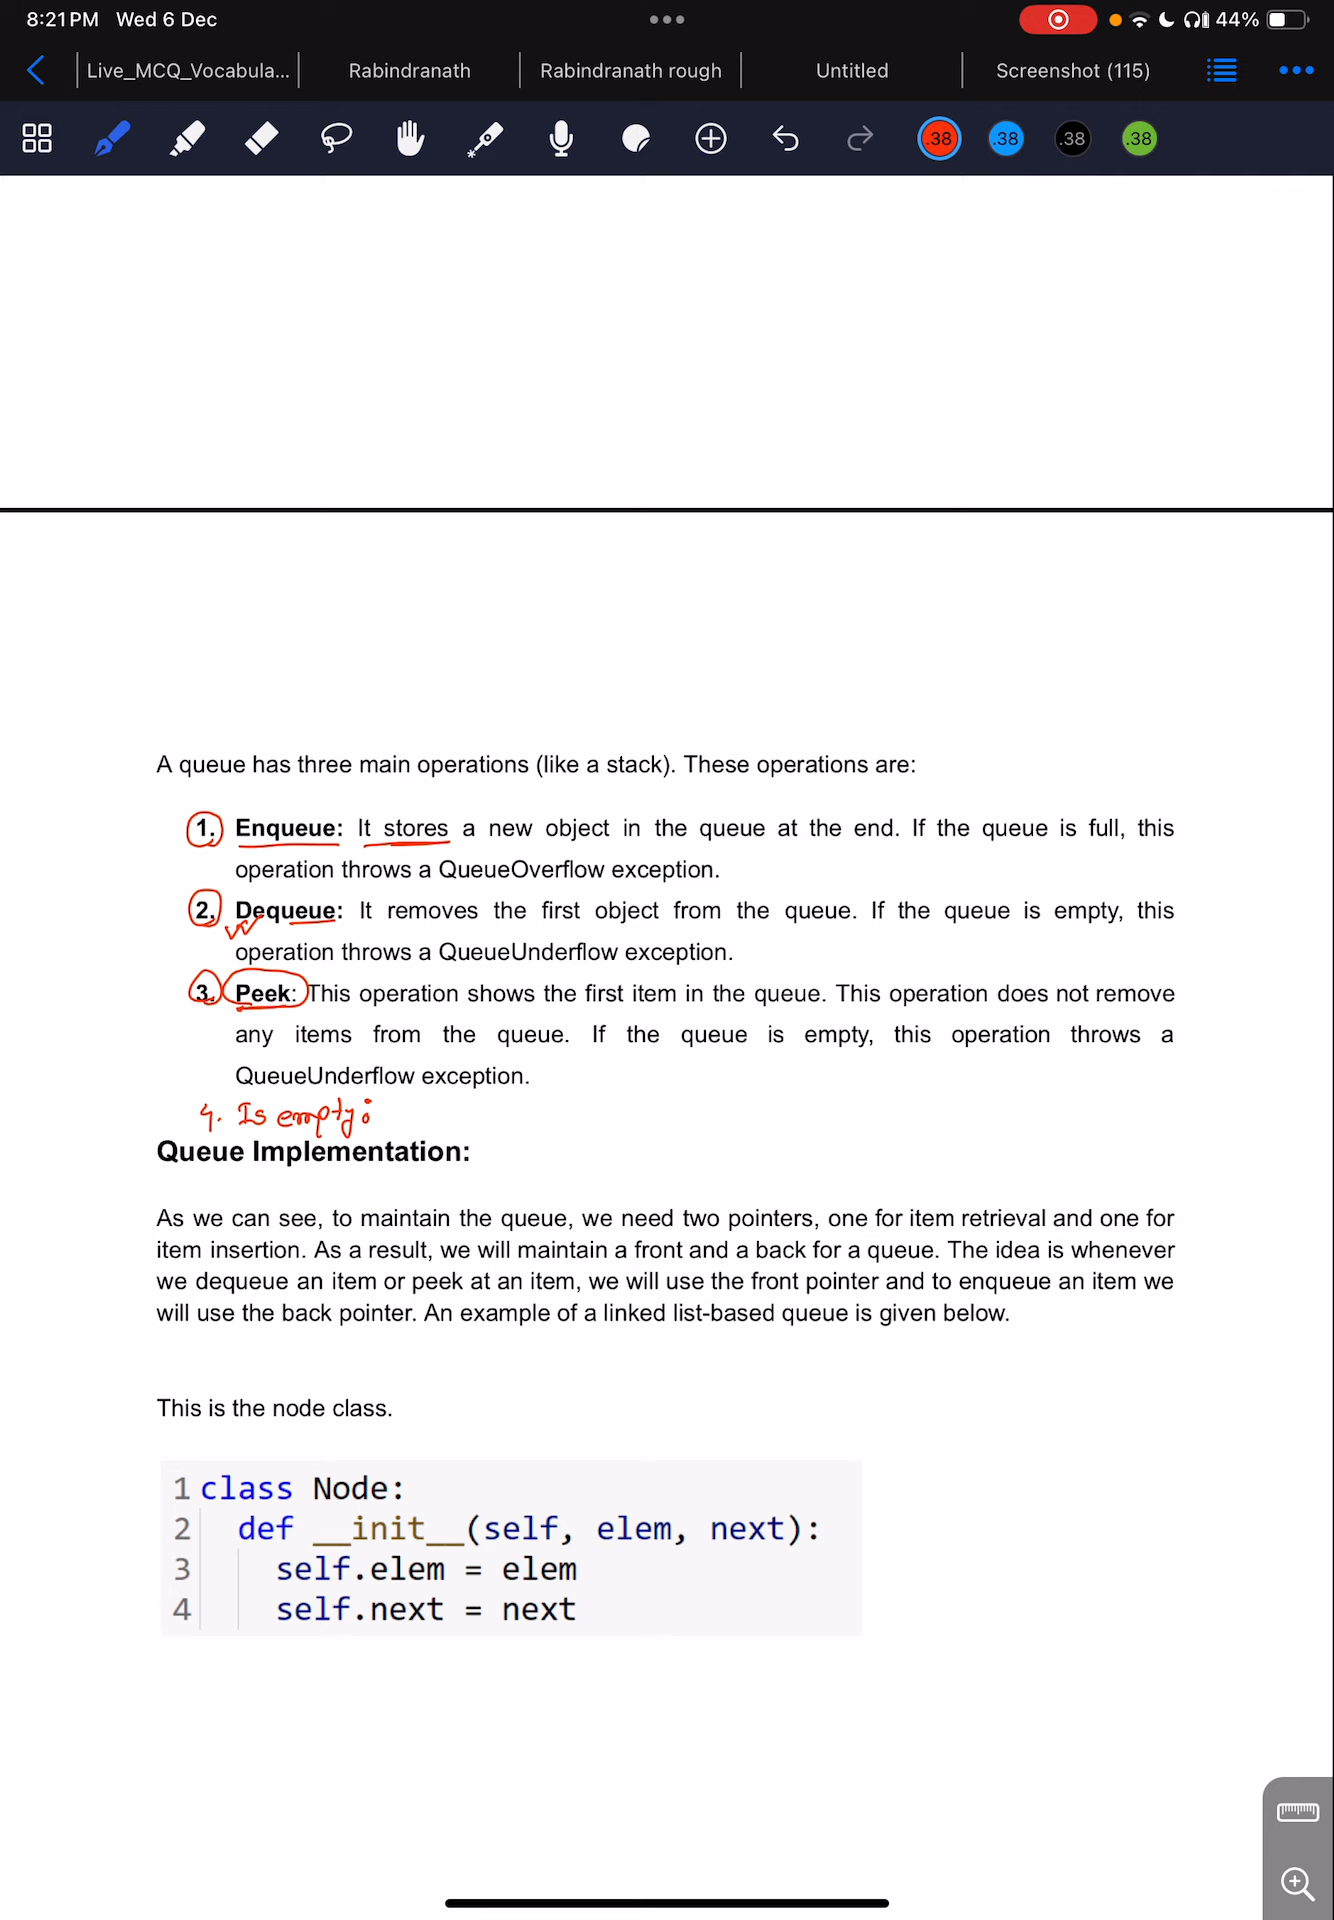 8:21 PM Wed 6 Dec
44%
Live_MCQ_Vocabula... Rabindranath Rabindranath rough Untitled Screenshot (115)
.38 .38 .38 .38
A queue has three main operations (like a stack). These operations are:
1. Enqueue: It stores a new object in the queue at the end. If the queue is full, this
operation throws a QueueOverflow exception.
2. Dequeue: It removes the first object from the queue. If the queue is empty, this
operation throws a QueueUnderflow exception.
3. Peek: This operation shows the first item in the queue. This operation does not remove
any items from the queue. If the queue is empty, this operation throws a
QueueUnderflow exception.
4. Is empty:
Queue Implementation:
As we can see, to maintain the queue, we need two pointers, one for item retrieval and one for
item insertion. As a result, we will maintain a front and a back for a queue. The idea is whenever
we dequeue an item or peek at an item, we will use the front pointer and to enqueue an item we
will use the back pointer. An example of a linked list-based queue is given below.
This is the node class.
1 class Node:
2 def __init__(self, elem, next):
3 self.elem = elem
4 self.next = next